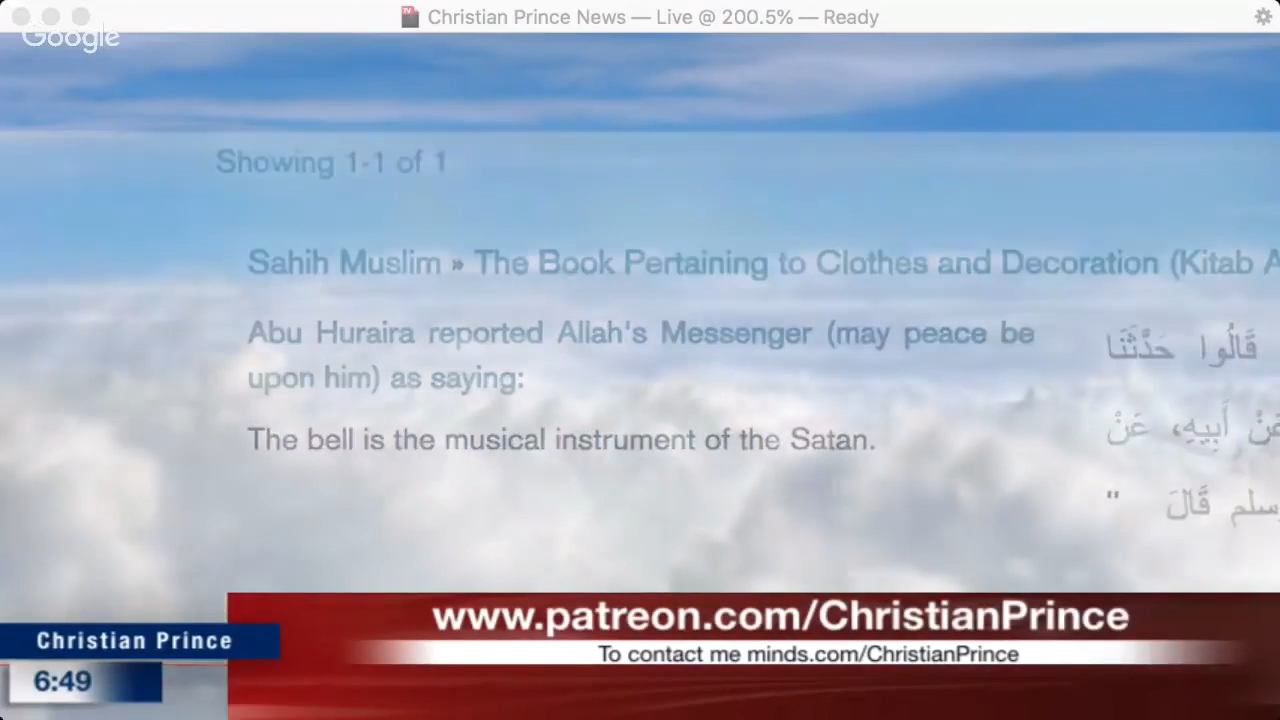 Christian Prince News — Live @ 200.5% — Ready
Google
Showing 1-1 of 1
Sahih Muslim » The Book Pertaining to Clothes and Decoration (Kitab A
Abu Huraira reported Allah's Messenger (may peace be
upon him) as saying:
The bell is the musical instrument of the Satan.
قَالُوا حَدَّثَنَا
عَنْ أَبِيهِ، عَنْ
سلم قَالَ "
www.patreon.com/ChristianPrince
To contact me minds.com/ChristianPrince
Christian Prince
6:49